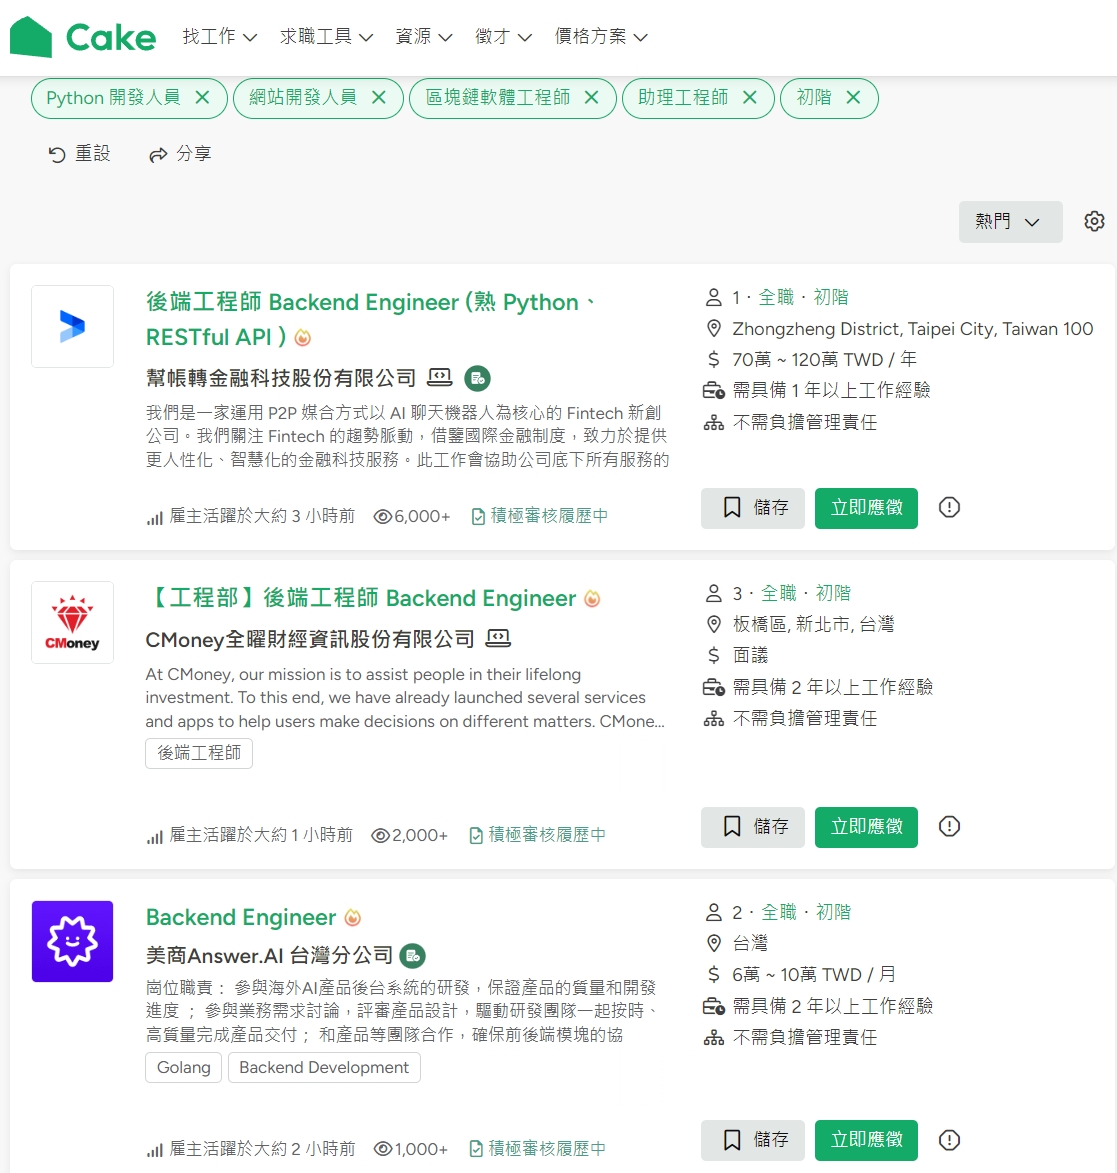 Cake 找工作 求職工具 資源 徵才 價格方案
Python 開發人員 網站開發人員 區塊鏈軟體工程師 助理工程師 初階
重設 分享
熱門
後端工程師 Backend Engineer (熟 Python、
RESTful API )
幫帳轉金融科技股份有限公司
我們是一家運用 P2P 媒合方式以 AI 聊天機器人為核心的 Fintech 新創
公司。我們關注 Fintech 的趨勢脈動，借鑒國際金融制度，致力於提供
更人性化、智慧化的金融科技服務。此工作會協助公司底下所有服務的
雇主活躍於大約 3 小時前 6,000+ 積極審核履歷中
1 · 全職 · 初階
Zhongzheng District, Taipei City, Taiwan 100
70萬 ~ 120萬 TWD / 年
需具備 1 年以上工作經驗
不需負擔管理責任
儲存 立即應徵
CMoney
【工程部】後端工程師 Backend Engineer
CMoney全曜財經資訊股份有限公司
At CMoney, our mission is to assist people in their lifelong
investment. To this end, we have already launched several services
and apps to help users make decisions on different matters. CMone...
後端工程師
雇主活躍於大約 1 小時前 2,000+ 積極審核履歷中
3 · 全職 · 初階
板橋區, 新北市, 台灣
面議
需具備 2 年以上工作經驗
不需負擔管理責任
儲存 立即應徵
Backend Engineer
美商Answer.AI 台灣分公司
崗位職責： 參與海外AI產品後台系統的研發，保證產品的質量和開發
進度 ； 參與業務需求討論，評審產品設計，驅動研發團隊一起按時、
高質量完成產品交付； 和產品等團隊合作，確保前後端模塊的協
Golang Backend Development
雇主活躍於大約 2 小時前 1,000+ 積極審核履歷中
2 · 全職 · 初階
台灣
6萬 ~ 10萬 TWD / 月
需具備 2 年以上工作經驗
不需負擔管理責任
儲存 立即應徵